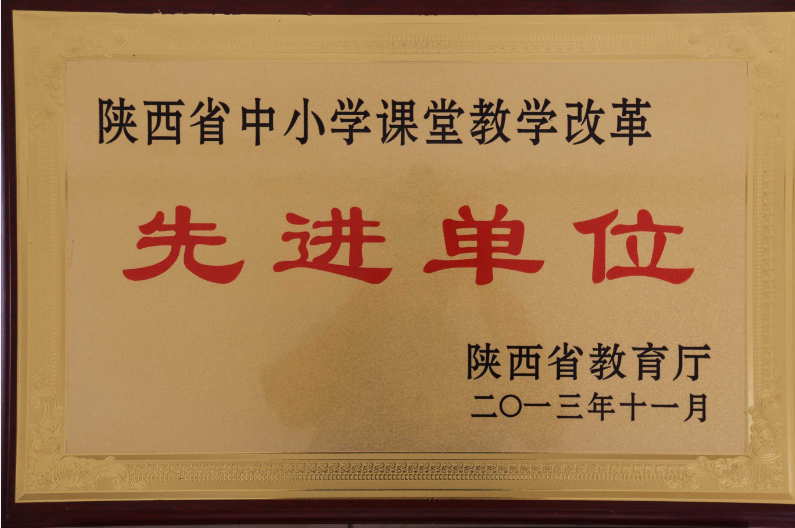 陕西省中小学课堂教学改革
先进单位
陕西省教育厅
二〇一三年十一月